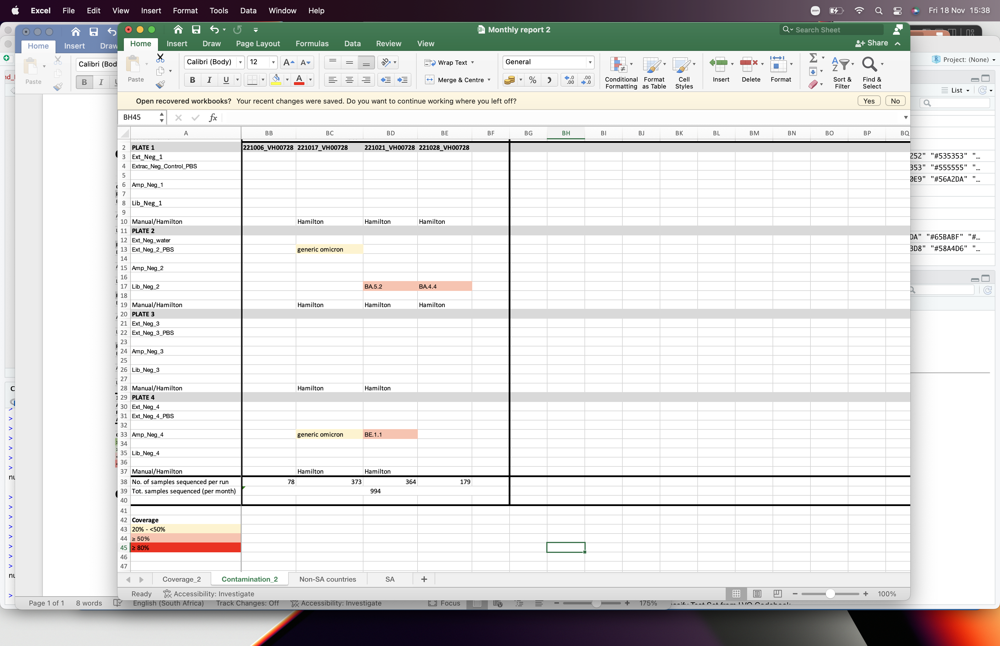 Excel File Edit View Insert Format Tools Data Window Help
zoom
Fri 18 Nov 15:38
Home Insert
Paste
B I
Monthly report 2
Search Sheet
Home Insert Draw Page Layout Formulas Data Review View
Share
Project: (None)
Paste
Calibri (Body) 12
B I U
Wrap Text
Merge & Centre
General
Conditional Formatting
Format as Table
Cell Styles
Insert
Delete
Format
Sort & Filter
Find & Select
List
Open recovered workbooks? Your recent changes were saved. Do you want to continue working where you left off?
Yes No
BH45
fx
A BB BC BD BE BF BG BH BI BJ BK BL BM BN BO BP BQ
2 PLATE 1 221006_VH00728 221017_VH00728 221021_VH00728 221028_VH00728
3 Ext_Neg_1
4 Extrac_Neg_Control_PBS
5
6 Amp_Neg_1
7
8 Lib_Neg_1
9
10 Manual/Hamilton Hamilton Hamilton Hamilton
11 PLATE 2
12 Ext_Neg_water
13 Ext_Neg_2_PBS generic omicron
14
15 Amp_Neg_2
16
17 Lib_Neg_2 BA.5.2 BA.4.4
18
19 Manual/Hamilton Hamilton Hamilton Hamilton
20 PLATE 3
21 Ext_Neg_3
22 Ext_Neg_3_PBS
23
24 Amp_Neg_3
25
26 Lib_Neg_3
27
28 Manual/Hamilton Hamilton Hamilton
29 PLATE 4
30 Ext_Neg_4
31 Ext_Neg_4_PBS
32
33 Amp_Neg_4 generic omicron BE.1.1
34
35 Lib_Neg_4
36
37 Manual/Hamilton Hamilton Hamilton
38 No. of samples sequenced per run 78 373 364 179
39 Tot. samples sequenced (per month) 994
40
41
42 Coverage
43 20% - <50%
44 ≥ 50%
45 ≥ 80%
46
47
"#535353"
"#555555"
"#56A2DA"
"#65BABF"
"#58A4D6"
Coverage_2 Contamination_2 Non-SA countries SA +
Ready Accessibility: Investigate 100%
Page 1 of 1 8 words English (South Africa) Track Changes: Off Accessibility: Investigate Focus 175%